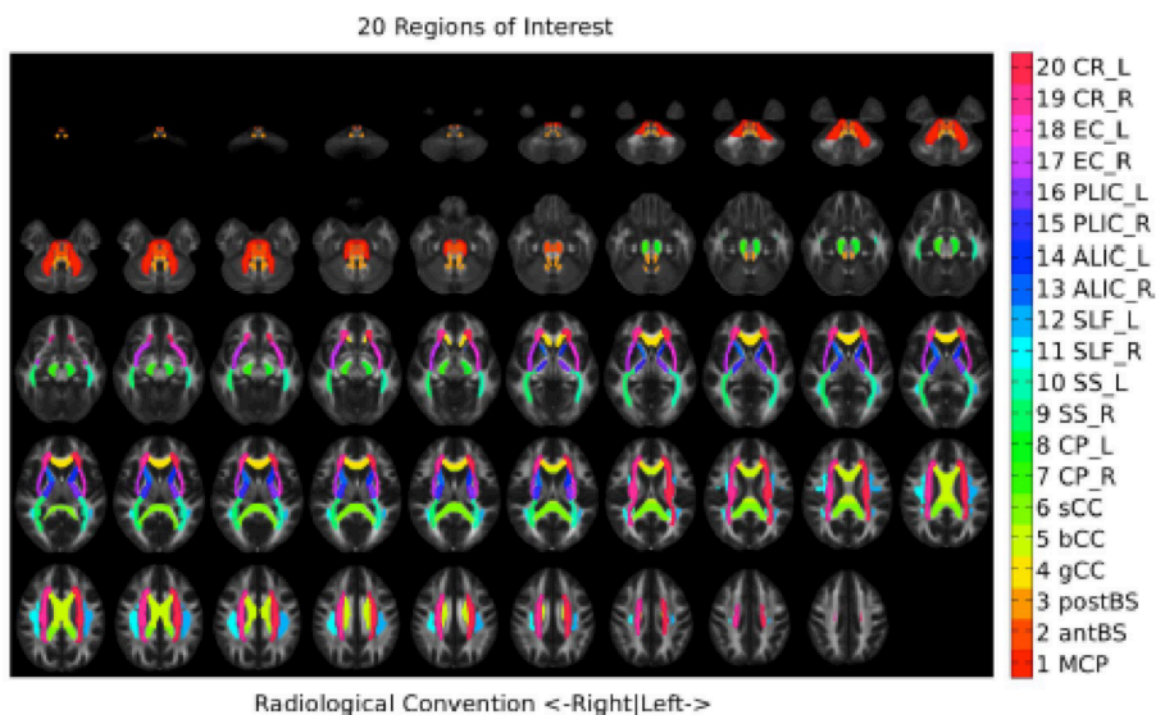 20 Regions of Interest
20 CR_L
19 CR_R
18 EC_L
17 EC_R
16 PLIC_L
15 PLIC_R
14 ALIC_L
13 ALIC_R
12 SLF_L
11 SLF_R
10 SS_L
9 SS_R
8 CP_L
7 CP_R
6 sCC
5 bCC
4 gCC
3 postBS
2 antBS
1 MCP
Radiological Convention <-Right|Left->